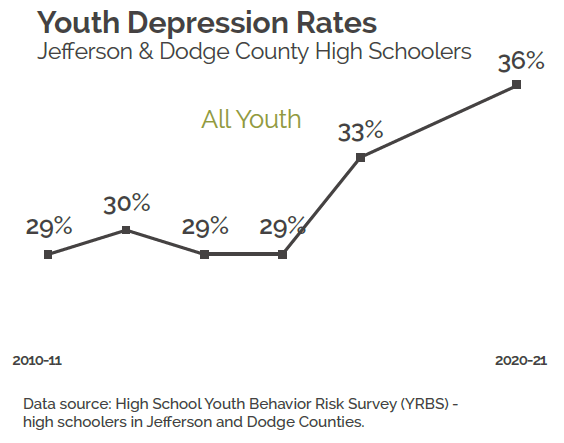 Youth Depression Rates
Jefferson & Dodge County High Schoolers
36%
All Youth
33%
30%
29%
29%
29%
2010-11
2020-21
Data source: High School Youth Behavior Risk Survey (YRBS) -
high schoolers in Jefferson and Dodge Counties.